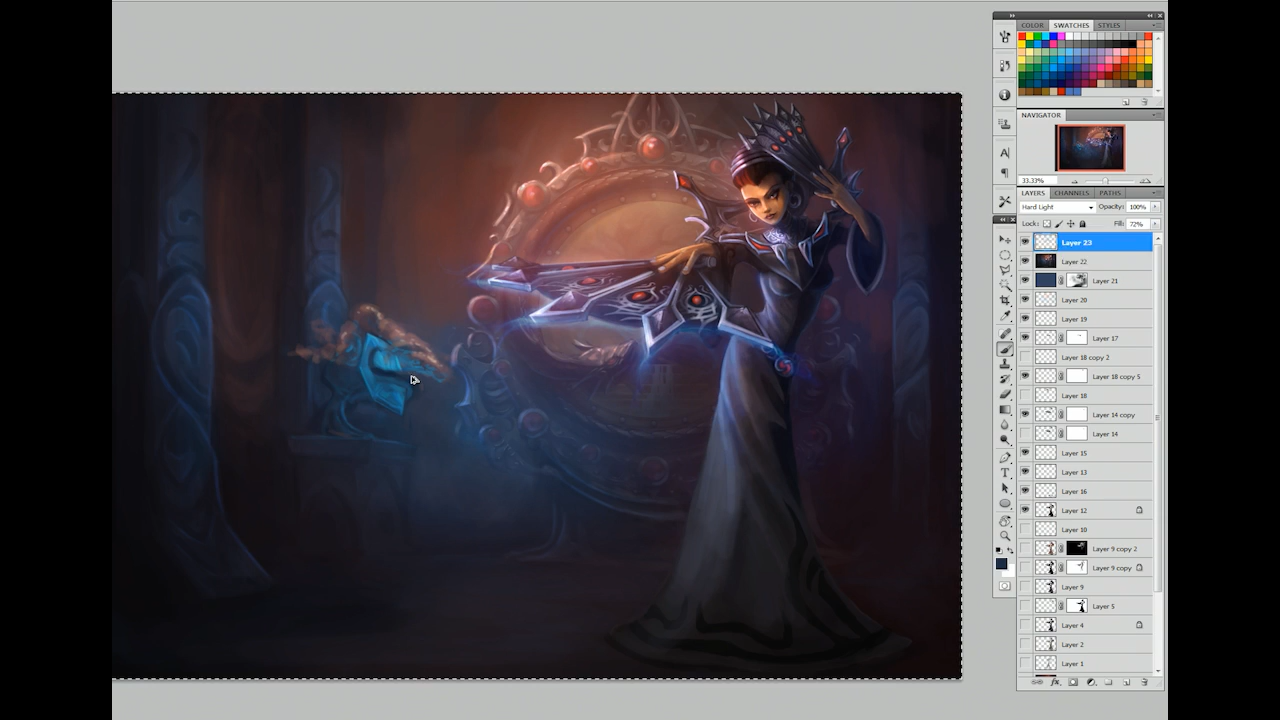 COLOR SWATCHES STYLES
NAVIGATOR
33.33%
LAYERS CHANNELS PATHS
Hard Light Opacity: 100%
Lock: Fill: 72%
Layer 23
Layer 22
Layer 21
Layer 20
Layer 19
Layer 17
Layer 18 copy 2
Layer 18 copy 5
Layer 18
Layer 14 copy
Layer 14
Layer 15
Layer 13
Layer 16
Layer 12
Layer 10
Layer 9 copy 2
Layer 9 copy
Layer 9
Layer 5
Layer 4
Layer 2
Layer 1